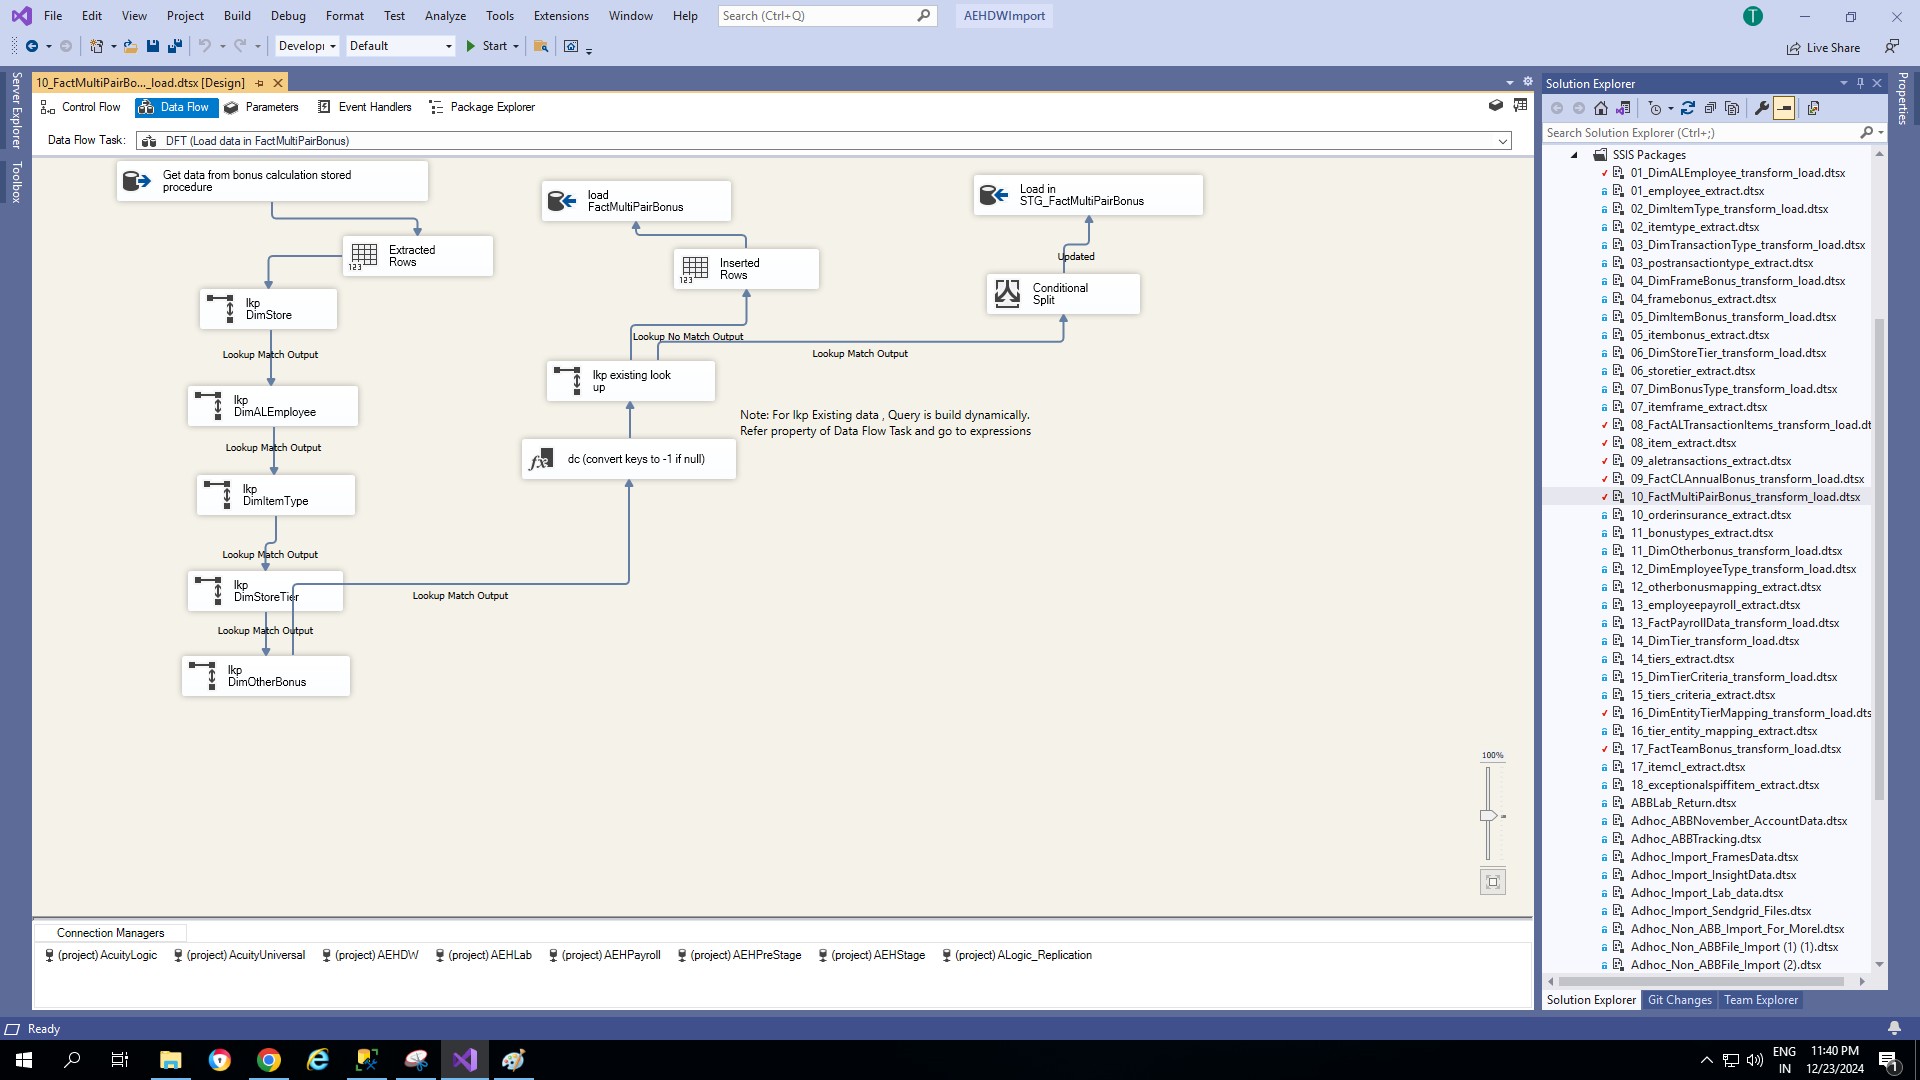 File Edit View Project Build Debug Format Test Analyze Tools Extensions Window Help Search (Ctrl+Q) AEHDWImport T
Develop Default Start Live Share
Server Explorer
Toolbox
10_FactMultiPairBo..._load.dtsx [Design]
Control Flow Data Flow Parameters Event Handlers Package Explorer
Data Flow Task: DFT (Load data in FactMultiPairBonus)
Get data from bonus calculation stored
procedure
Extracted
Rows
lkp
DimStore
Lookup Match Output
lkp
DimALEmployee
Lookup Match Output
lkp
DimItemType
Lookup Match Output
lkp
DimStoreTier
Lookup Match Output
lkp
DimOtherBonus
Lookup Match Output
dc (convert keys to -1 if null)
lkp existing look
up
Note: For lkp Existing data , Query is build dynamically.
Refer property of Data Flow Task and go to expressions
Lookup No Match Output
Lookup Match Output
Inserted
Rows
load
FactMultiPairBonus
Conditional
Split
Updated
Load in
STG_FactMultiPairBonus
100%
Connection Managers
(project) AcuityLogic (project) AcuityUniversal (project) AEHDW (project) AEHLab (project) AEHPayroll (project) AEHPreStage (project) AEHStage (project) ALogic_Replication
Solution Explorer
Search Solution Explorer (Ctrl+;)
SSIS Packages
01_DimALEmployee_transform_load.dtsx
01_employee_extract.dtsx
02_DimItemType_transform_load.dtsx
02_itemtype_extract.dtsx
03_DimTransactionType_transform_load.dtsx
03_postransactiontype_extract.dtsx
04_DimFrameBonus_transform_load.dtsx
04_framebonus_extract.dtsx
05_DimItemBonus_transform_load.dtsx
05_itembonus_extract.dtsx
06_DimStoreTier_transform_load.dtsx
06_storetier_extract.dtsx
07_DimBonusType_transform_load.dtsx
07_itemframe_extract.dtsx
08_FactALTransactionItems_transform_load.dt
08_item_extract.dtsx
09_aletransactions_extract.dtsx
09_FactCLAnnualBonus_transform_load.dtsx
10_FactMultiPairBonus_transform_load.dtsx
10_orderinsurance_extract.dtsx
11_bonustypes_extract.dtsx
11_DimOtherbonus_transform_load.dtsx
12_DimEmployeeType_transform_load.dtsx
12_otherbonusmapping_extract.dtsx
13_employeepayroll_extract.dtsx
13_FactPayrollData_transform_load.dtsx
14_DimTier_transform_load.dtsx
14_tiers_extract.dtsx
15_DimTierCriteria_transform_load.dtsx
15_tiers_criteria_extract.dtsx
16_DimEntityTierMapping_transform_load.dts
16_tier_entity_mapping_extract.dtsx
17_FactTeamBonus_transform_load.dtsx
17_itemcl_extract.dtsx
18_exceptionalspiffitem_extract.dtsx
ABBLab_Return.dtsx
Adhoc_ABBNovember_AccountData.dtsx
Adhoc_ABBTracking.dtsx
Adhoc_Import_FramesData.dtsx
Adhoc_Import_InsightData.dtsx
Adhoc_Import_Lab_data.dtsx
Adhoc_Import_Sendgrid_Files.dtsx
Adhoc_Non_ABB_Import_For_Morel.dtsx
Adhoc_Non_ABBFile_Import (1) (1).dtsx
Adhoc_Non_ABBFile_Import (2).dtsx
Solution Explorer Git Changes Team Explorer
Properties
Ready
ENG
IN
11:40 PM
12/23/2024
1